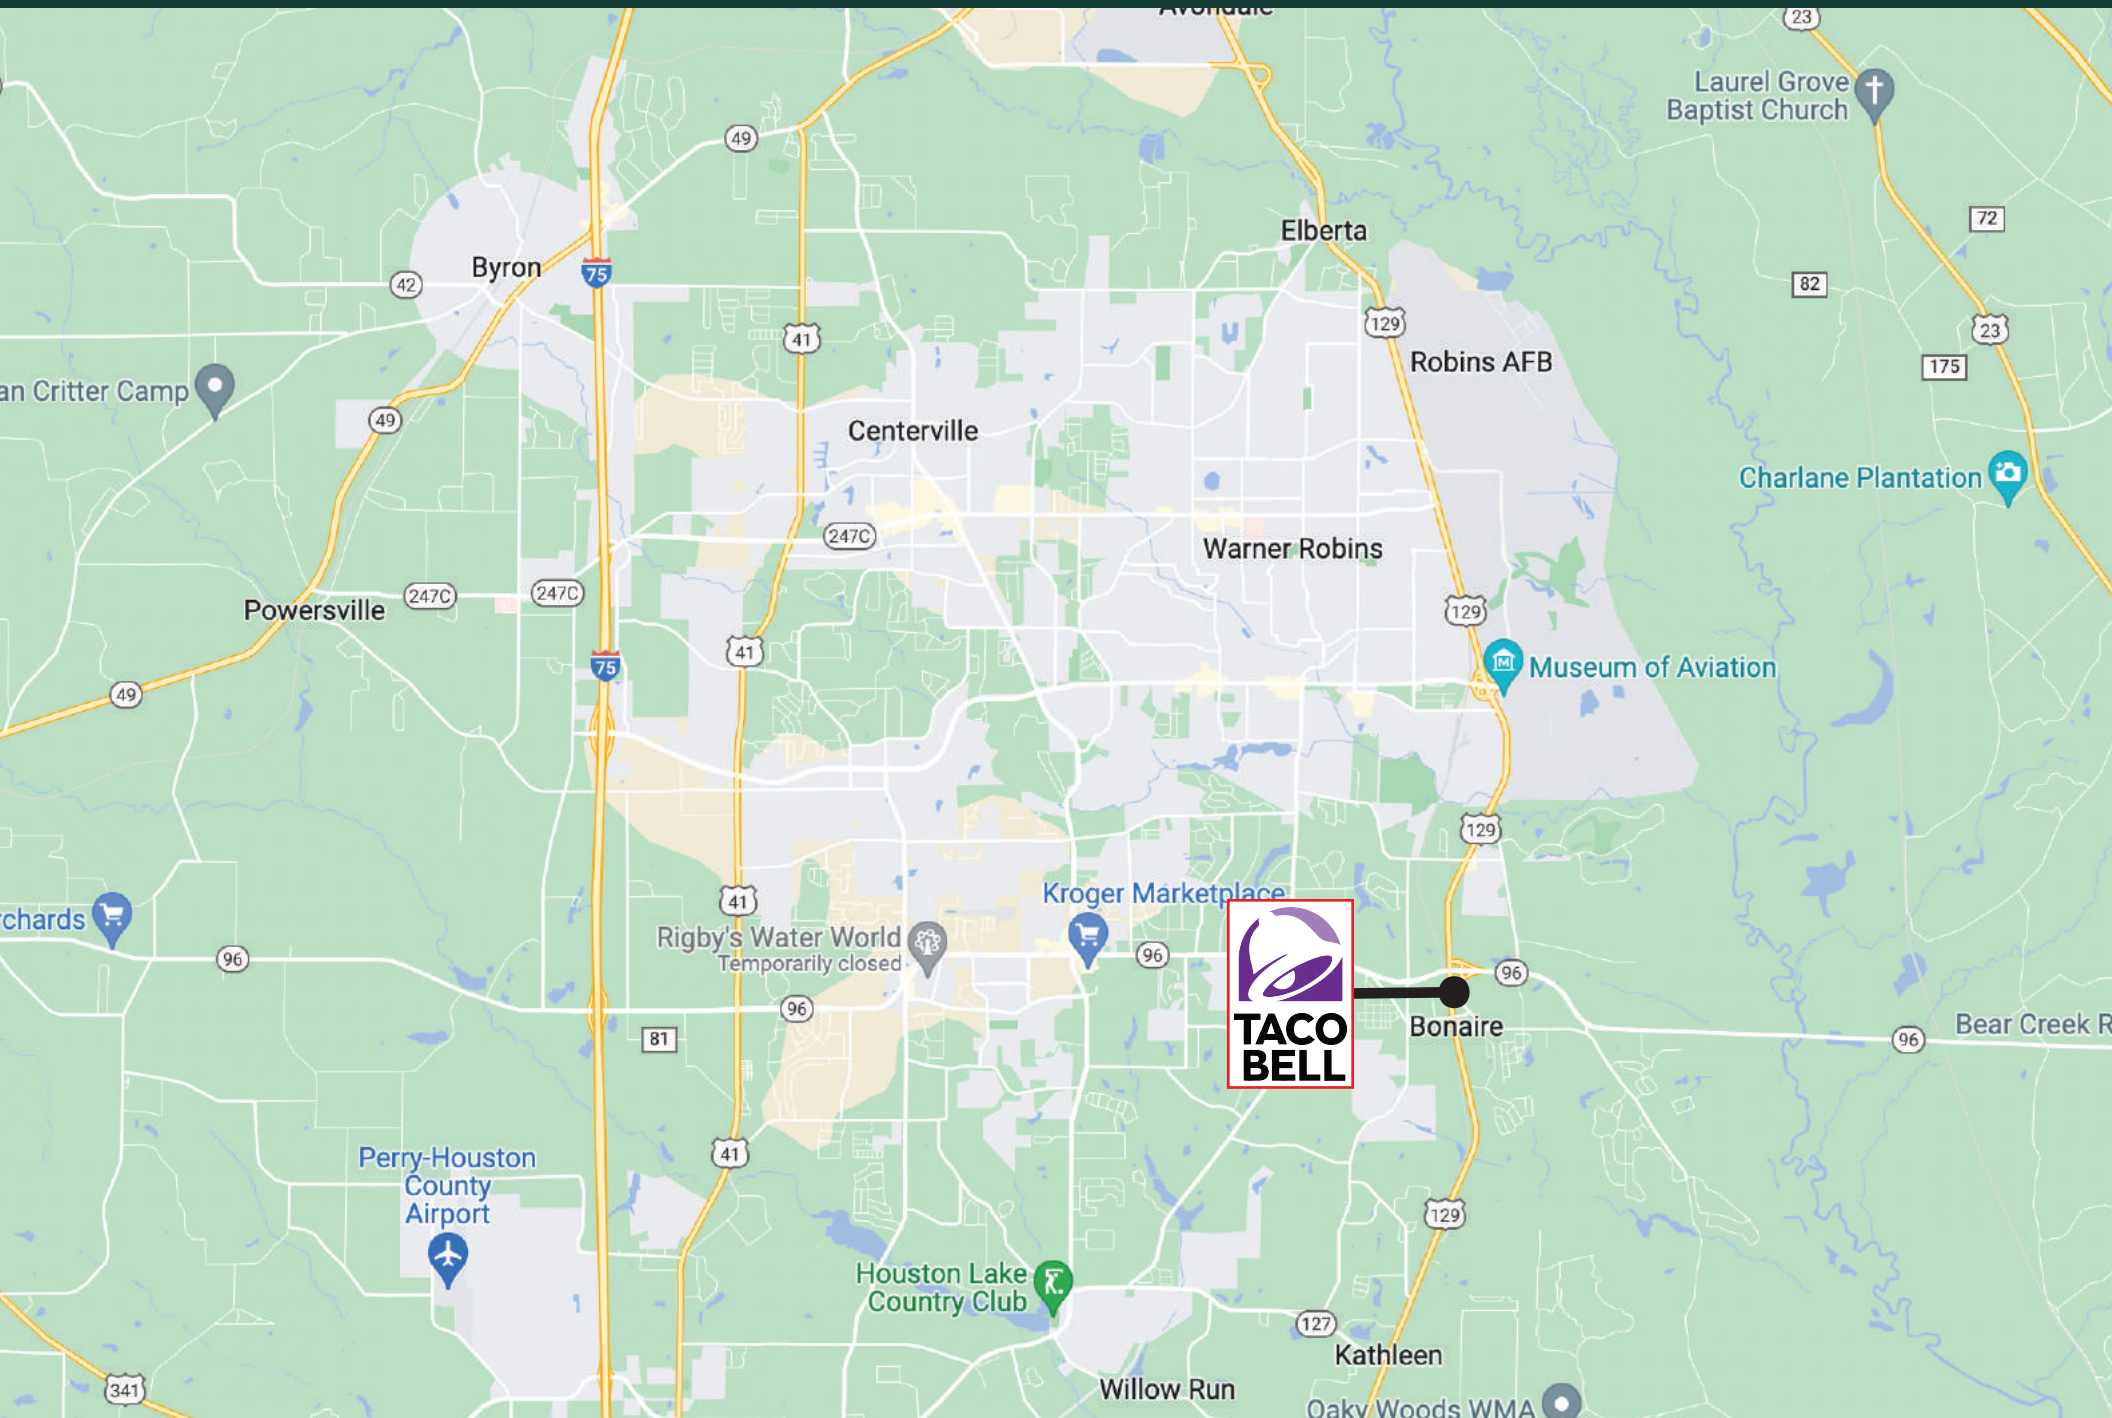 Avondale
23
Laurel Grove
Baptist Church
49
72
Elberta
Byron
75
42
82
129
23
41
Robins AFB
175
an Critter Camp
49
Centerville
Charlane Plantation
247C
Warner Robins
247C
247C
Powersville
129
41
75
Museum of Aviation
49
129
Kroger Marketplace
41
rchards
Rigby's Water World
Temporarily closed
96
96
96
96
81
TACO
BELL
Bonaire
Bear Creek R
96
41
Perry-Houston
County
Airport
129
Houston Lake
Country Club
127
Kathleen
341
Willow Run
Oaky Woods WMA